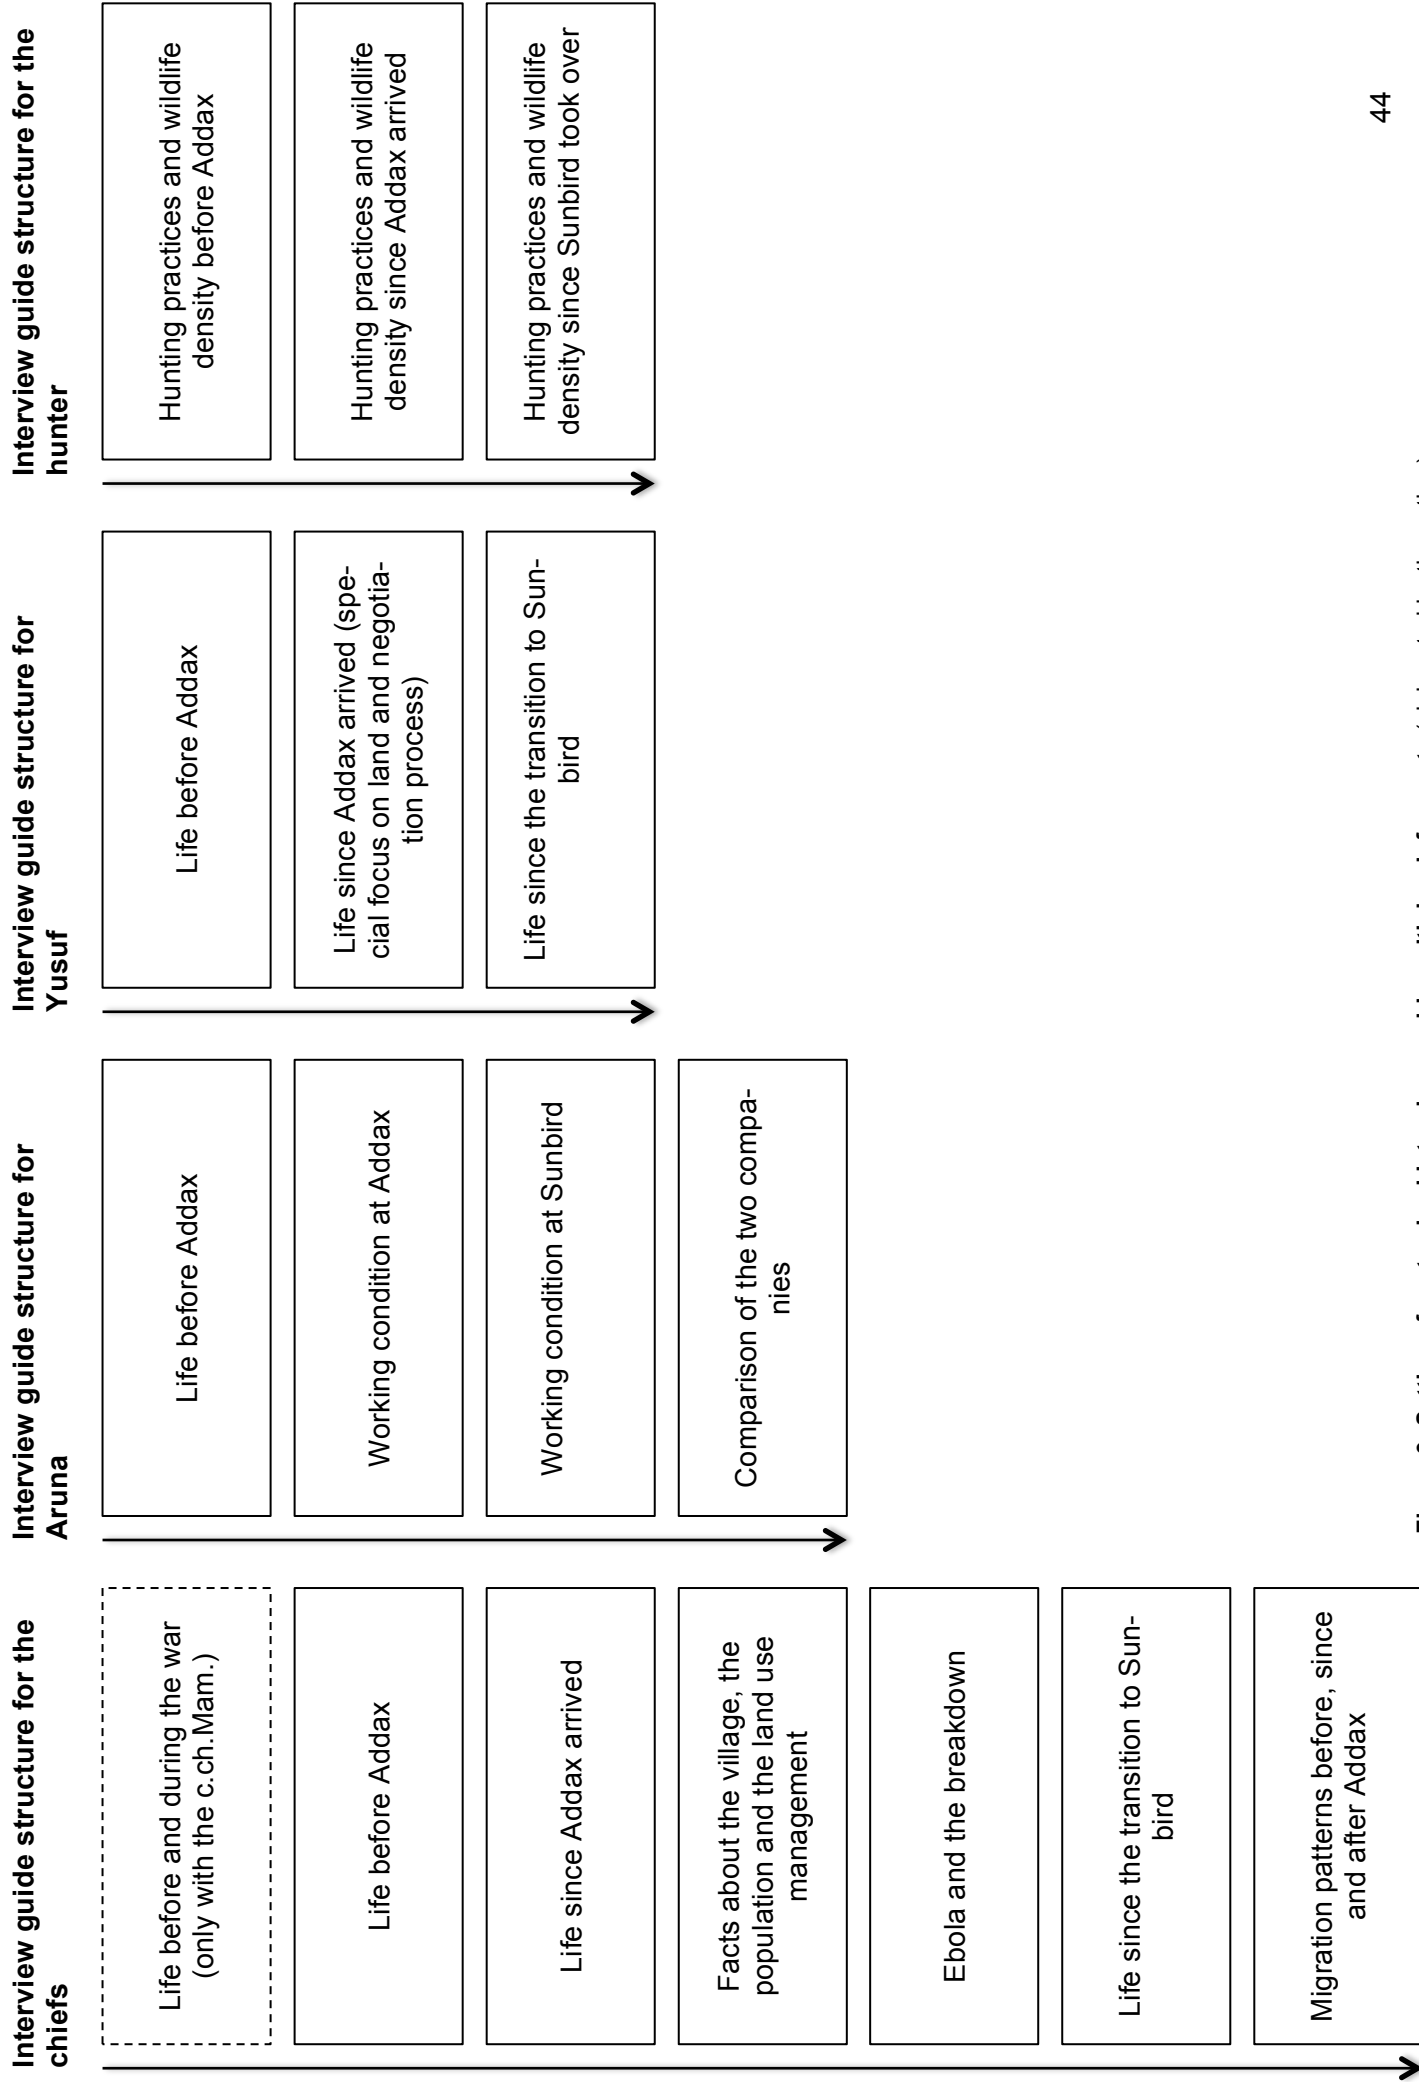 Interview guide structure for the
chiefs
Life before and during the war
(only with the c.ch.Mam.)
Life before Addax
Life since Addax arrived
Facts about the village, the
population and the land use
management
Ebola and the breakdown
Life since the transition to Sun-
bird
Migration patterns before, since
and after Addax
Interview guide structure for
Aruna
Life before Addax
Working condition at Addax
Working condition at Sunbird
Comparison of the two compa-
nies
Interview guide structure for
Yusuf
Life before Addax
Life since Addax arrived (spe-
cial focus on land and negotia-
tion process)
Life since the transition to Sun-
bird
Interview guide structure for the
hunter
Hunting practices and wildlife
density before Addax
Hunting practices and wildlife
density since Addax arrived
Hunting practices and wildlife
density since Sunbird took over
44